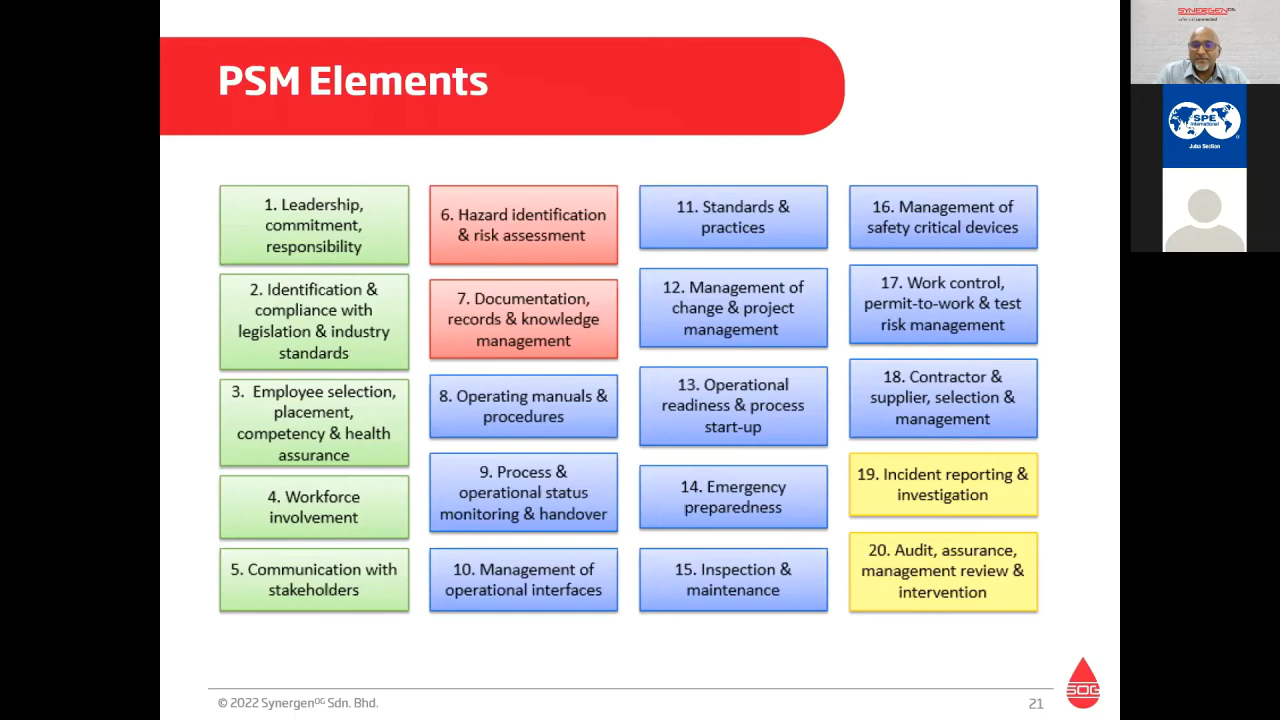 PSM Elements
1. Leadership,
commitment,
responsibility
2. Identification &
compliance with
legislation & industry
standards
3. Employee selection,
placement,
competency & health
assurance
4. Workforce
involvement
5. Communication with
stakeholders
6. Hazard identification
& risk assessment
7. Documentation,
records & knowledge
management
8. Operating manuals &
procedures
9. Process &
operational status
monitoring & handover
10. Management of
operational interfaces
11. Standards &
practices
12. Management of
change & project
management
13. Operational
readiness & process
start-up
14. Emergency
preparedness
15. Inspection &
maintenance
16. Management of
safety critical devices
17. Work control,
permit-to-work & test
risk management
18. Contractor &
supplier, selection &
management
19. Incident reporting &
investigation
20. Audit, assurance,
management review &
intervention
© 2022 Synergenᴼᴳ Sdn. Bhd.
21
SOG
SYNERGENᴼᴳ
SPE
International
Juba Section